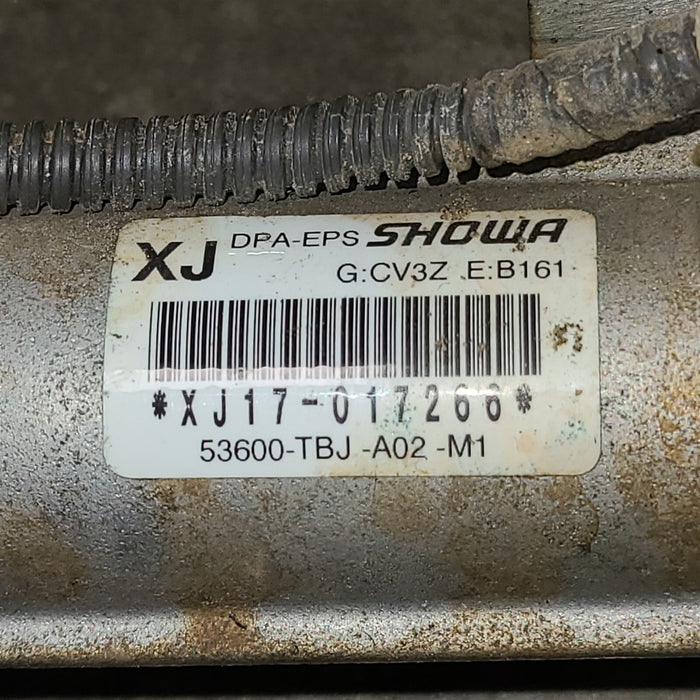 XJ DPA-EPS SHOWA
G:CV3Z E:B161
*XJ17-017266*
53600-TBJ -A02 -M1